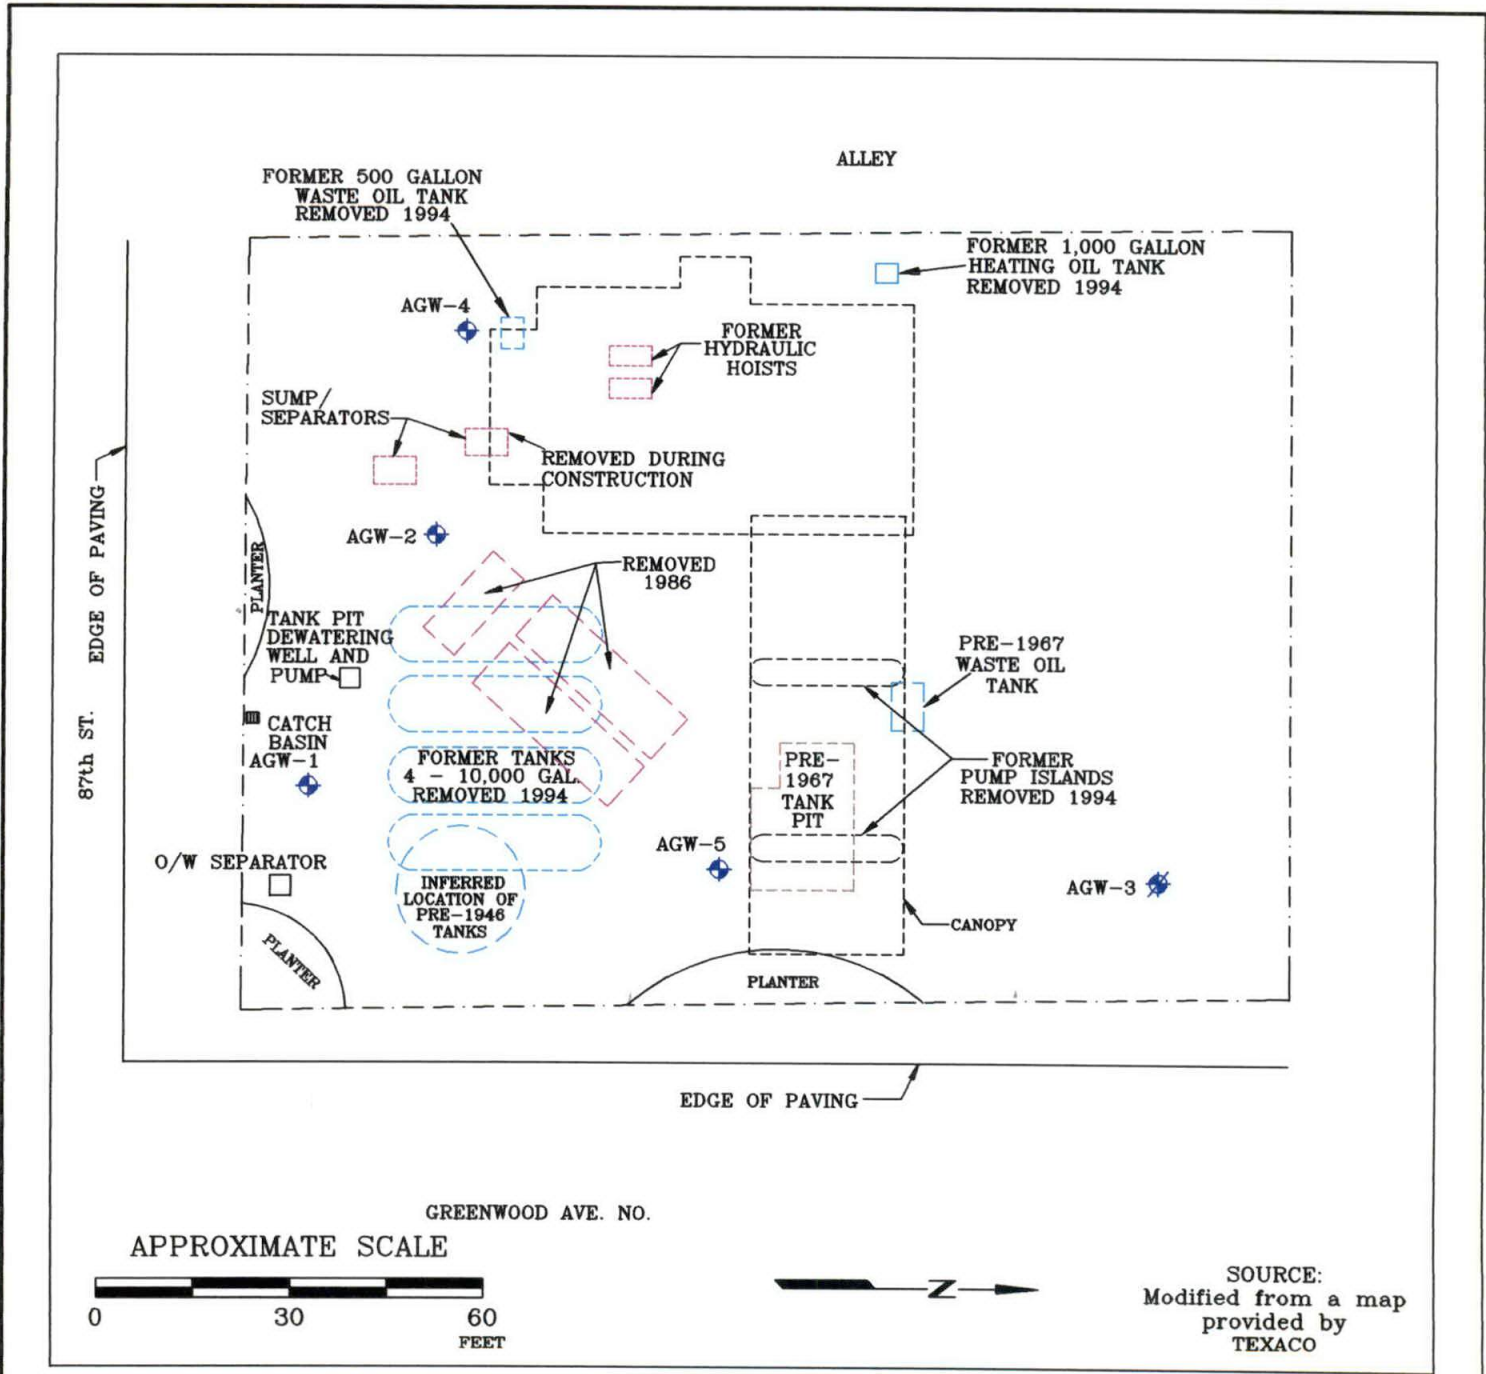 ALLEY
FORMER 500 GALLON
WASTE OIL TANK
REMOVED 1994
FORMER 1,000 GALLON
HEATING OIL TANK
REMOVED 1994
AGW-4
FORMER
HYDRAULIC
HOISTS
SUMP/
SEPARATORS
REMOVED DURING
CONSTRUCTION
AGW-2
REMOVED
1986
PLANTER
EDGE OF PAVING
87th ST.
TANK PIT
DEWATERING
WELL AND
PUMP
CATCH
BASIN
AGW-1
PRE-1967
WASTE OIL
TANK
FORMER TANKS
4 - 10,000 GAL.
REMOVED 1994
PRE-
1967
TANK
PIT
FORMER
PUMP ISLANDS
REMOVED 1994
AGW-5
O/W SEPARATOR
INFERRED
LOCATION OF
PRE-1946
TANKS
AGW-3
CANOPY
PLANTER
PLANTER
EDGE OF PAVING
GREENWOOD AVE. NO.
APPROXIMATE SCALE
0 30 60
FEET
N
SOURCE:
Modified from a map
provided by
TEXACO